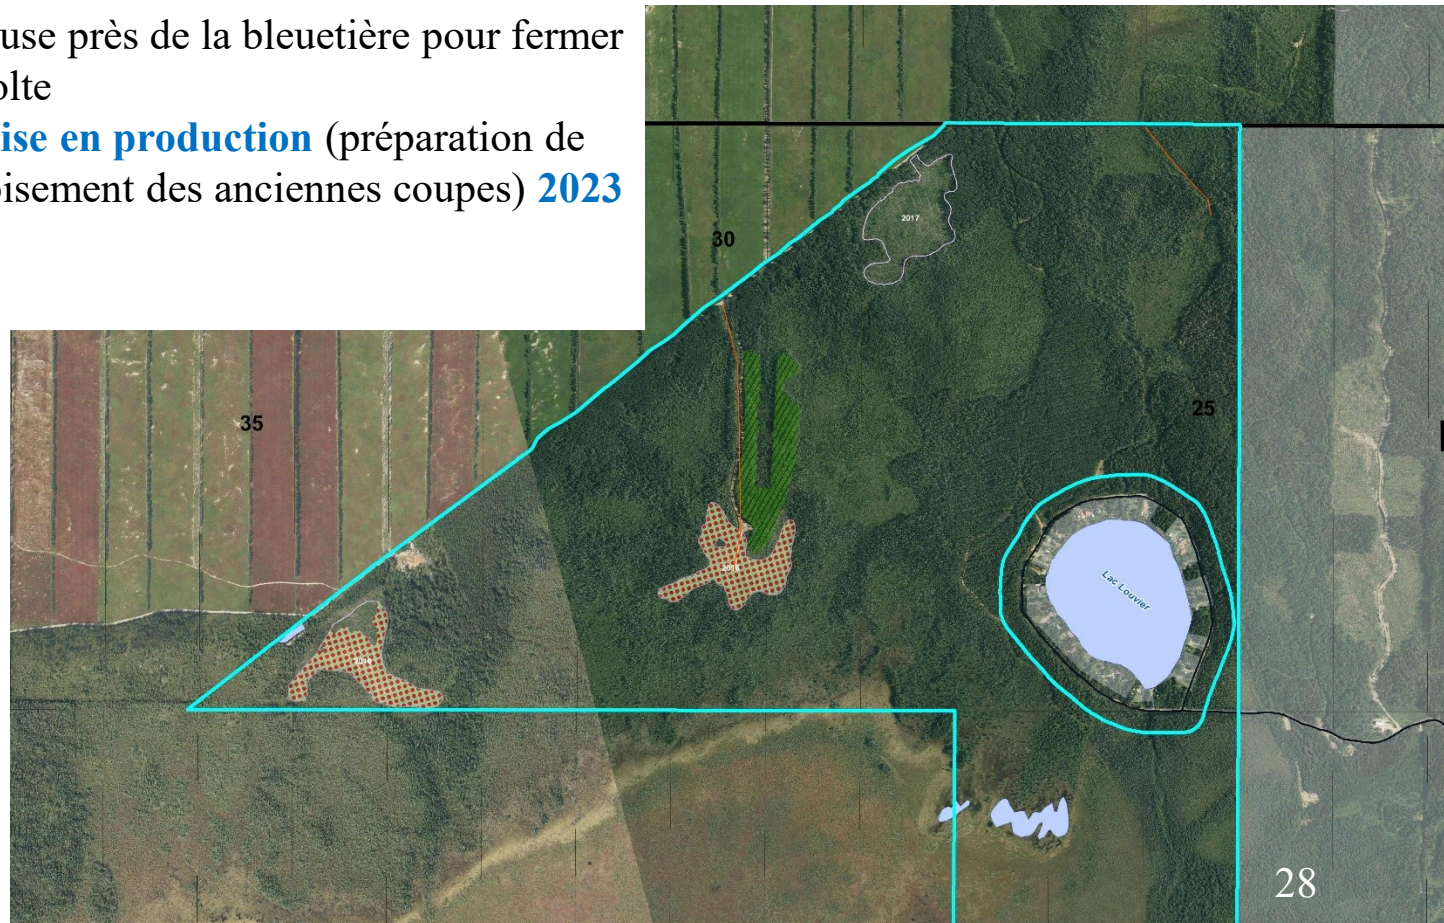 use près de la bleuetière pour fermer
olte
ise en production (préparation de
oisement des anciennes coupes) 2023
2017
30
35
25
Lac Louvier
28